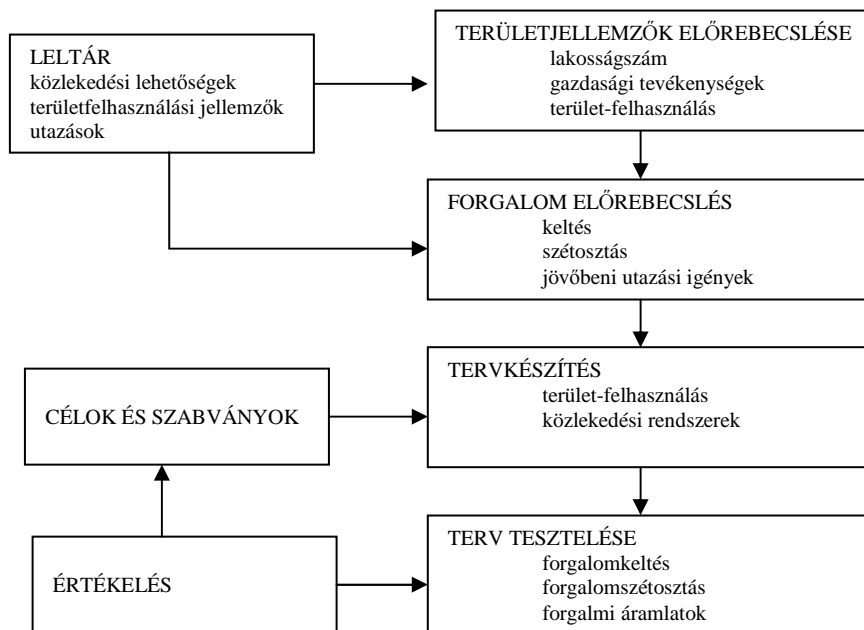 LELTÁR
közlekedési lehetőségek
területfelhasználási jellemzők
utazások
TERÜLETJELLEMZŐK ELŐREBECSLÉSE
lakosságszám
gazdasági tevékenységek
terület-felhasználás
FORGALOM ELŐREBECSLÉS
keltés
szétosztás
jövőbeni utazási igények
CÉLOK ÉS SZABVÁNYOK
TERVKÉSZÍTÉS
terület-felhasználás
közlekedési rendszerek
ÉRTÉKELÉS
TERV TESZTELÉSE
forgalomkeltés
forgalomszétosztás
forgalmi áramlatok